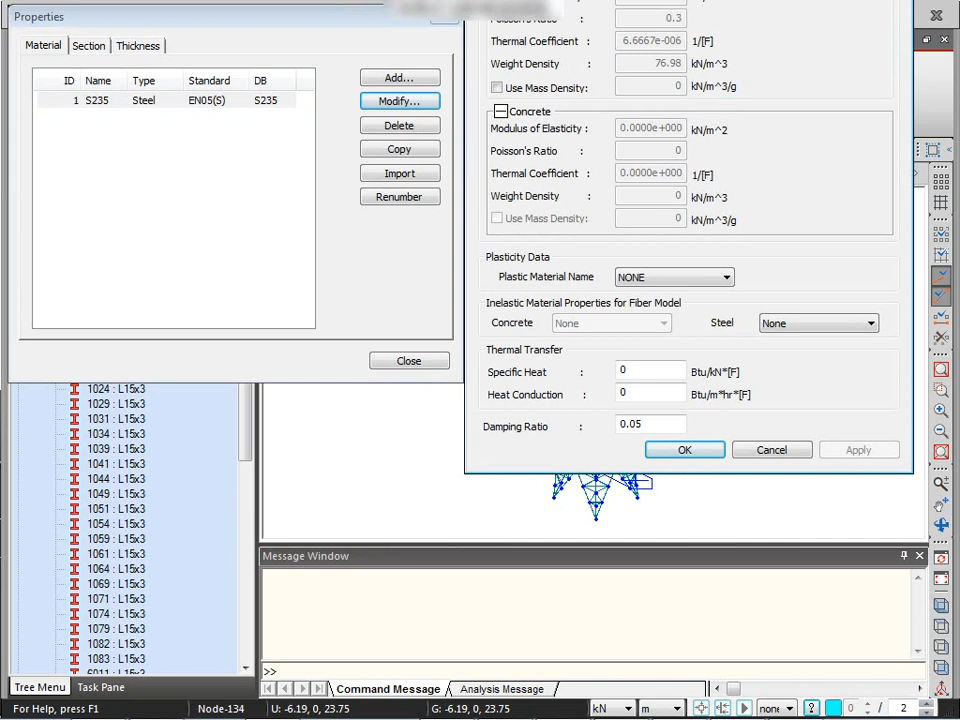 Properties
Material Section Thickness
ID Name Type Standard DB
1 S235 Steel EN05(S) S235
Add...
Modify...
Delete
Copy
Import
Renumber
Close
Poisson's Ratio : 0.3
Thermal Coefficient : 6.6667e-006 1/[F]
Weight Density : 76.98 kN/m^3
Use Mass Density: 0 kN/m^3/g
Concrete
Modulus of Elasticity : 0.0000e+000 kN/m^2
Poisson's Ratio : 0
Thermal Coefficient : 0.0000e+000 1/[F]
Weight Density : 0 kN/m^3
Use Mass Density: 0 kN/m^3/g
Plasticity Data
Plastic Material Name NONE
Inelastic Material Properties for Fiber Model
Concrete None Steel None
Thermal Transfer
Specific Heat : 0 Btu/kN*[F]
Heat Conduction : 0 Btu/m*hr*[F]
Damping Ratio : 0.05
OK Cancel Apply
1024 : L15x3
1029 : L15x3
1031 : L15x3
1034 : L15x3
1039 : L15x3
1041 : L15x3
1044 : L15x3
1049 : L15x3
1051 : L15x3
1054 : L15x3
1059 : L15x3
1061 : L15x3
1064 : L15x3
1069 : L15x3
1071 : L15x3
1074 : L15x3
1079 : L15x3
1082 : L15x3
1083 : L15x3
6011 : L15x3
Tree Menu Task Pane
Message Window
>>
Command Message Analysis Message
For Help, press F1 Node-134 U: -6.19, 0, 23.75 G: -6.19, 0, 23.75 kN m none ? 0 / 2